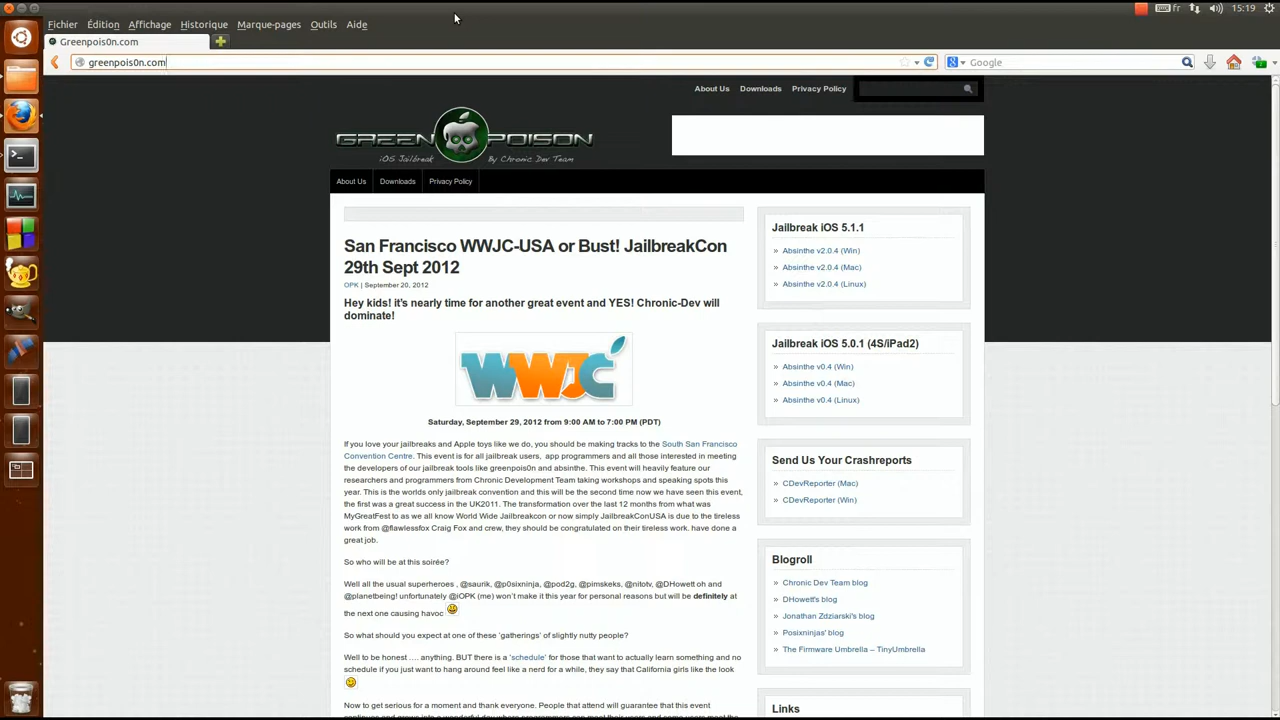 fr 15:19
Fichier Édition Affichage Historique Marque-pages Outils Aide
Greenpois0n.com
greenpois0n.com
Google
About Us Downloads Privacy Policy
GREEN POISON
iOS Jailbreak By Chronic Dev Team
About Us Downloads Privacy Policy
San Francisco WWJC-USA or Bust! JailbreakCon
29th Sept 2012
OPK | September 20, 2012
Hey kids! it's nearly time for another great event and YES! Chronic-Dev will
dominate!
WWJC
Saturday, September 29, 2012 from 9:00 AM to 7:00 PM (PDT)
If you love your jailbreaks and Apple toys like we do, you should be making tracks to the South San Francisco
Convention Centre. This event is for all jailbreak users, app programmers and all those interested in meeting
the developers of our jailbreak tools like greenpois0n and absinthe. This event will heavily feature our
researchers and programmers from Chronic Development Team taking workshops and speaking spots this
year. This is the worlds only jailbreak convention and this will be the second time now we have seen this event,
the first was a great success in the UK2011. The transformation over the last 12 months from what was
MyGreatFest to as we all know World Wide Jailbreakcon or now simply JailbreakConUSA is due to the tireless
work from @flawlessfox Craig Fox and crew, they should be congratulated on their tireless work. have done a
great job.
So who will be at this soirée?
Well all the usual superheroes , @saurik, @p0sixninja, @pod2g, @pimskeks, @nitotv, @DHowett oh and
@planetbeing! unfortunately @iOPK (me) won't make it this year for personal reasons but will be definitely at
the next one causing havoc
So what should you expect at one of these 'gatherings' of slightly nutty people?
Well to be honest .... anything. BUT there is a 'schedule' for those that want to actually learn something and no
schedule if you just want to hang around feel like a nerd for a while, they say that California girls like the look
Now to get serious for a moment and thank everyone. People that attend will guarantee that this event
Jailbreak iOS 5.1.1
» Absinthe v2.0.4 (Win)
» Absinthe v2.0.4 (Mac)
» Absinthe v2.0.4 (Linux)
Jailbreak iOS 5.0.1 (4S/iPad2)
» Absinthe v0.4 (Win)
» Absinthe v0.4 (Mac)
» Absinthe v0.4 (Linux)
Send Us Your Crashreports
» CDevReporter (Mac)
» CDevReporter (Win)
Blogroll
» Chronic Dev Team blog
» DHowett's blog
» Jonathan Zdziarski's blog
» Posixninjas' blog
» The Firmware Umbrella – TinyUmbrella
Links